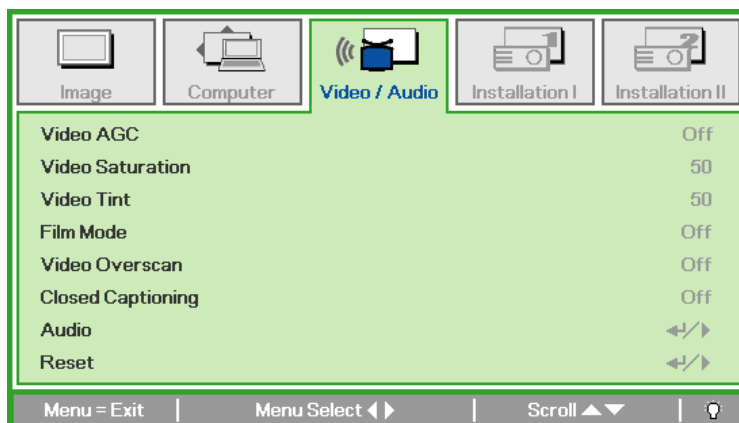 Image
Computer
Video / Audio
Installation I
Installation II
Video AGC Off
Video Saturation 50
Video Tint 50
Film Mode Off
Video Overscan Off
Closed Captioning Off
Audio
Reset
Menu = Exit Menu Select Scroll